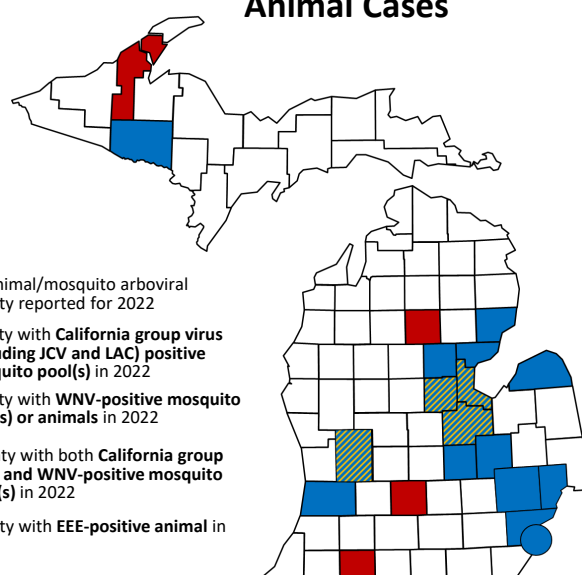 Animal Cases
nimal/mosquito arboviral
ty reported for 2022
ty with California group virus
uding JCV and LAC) positive
quito pool(s) in 2022
ty with WNV-positive mosquito
(s) or animals in 2022
ty with both California group
and WNV-positive mosquito
(s) in 2022
ty with EEE-positive animal in